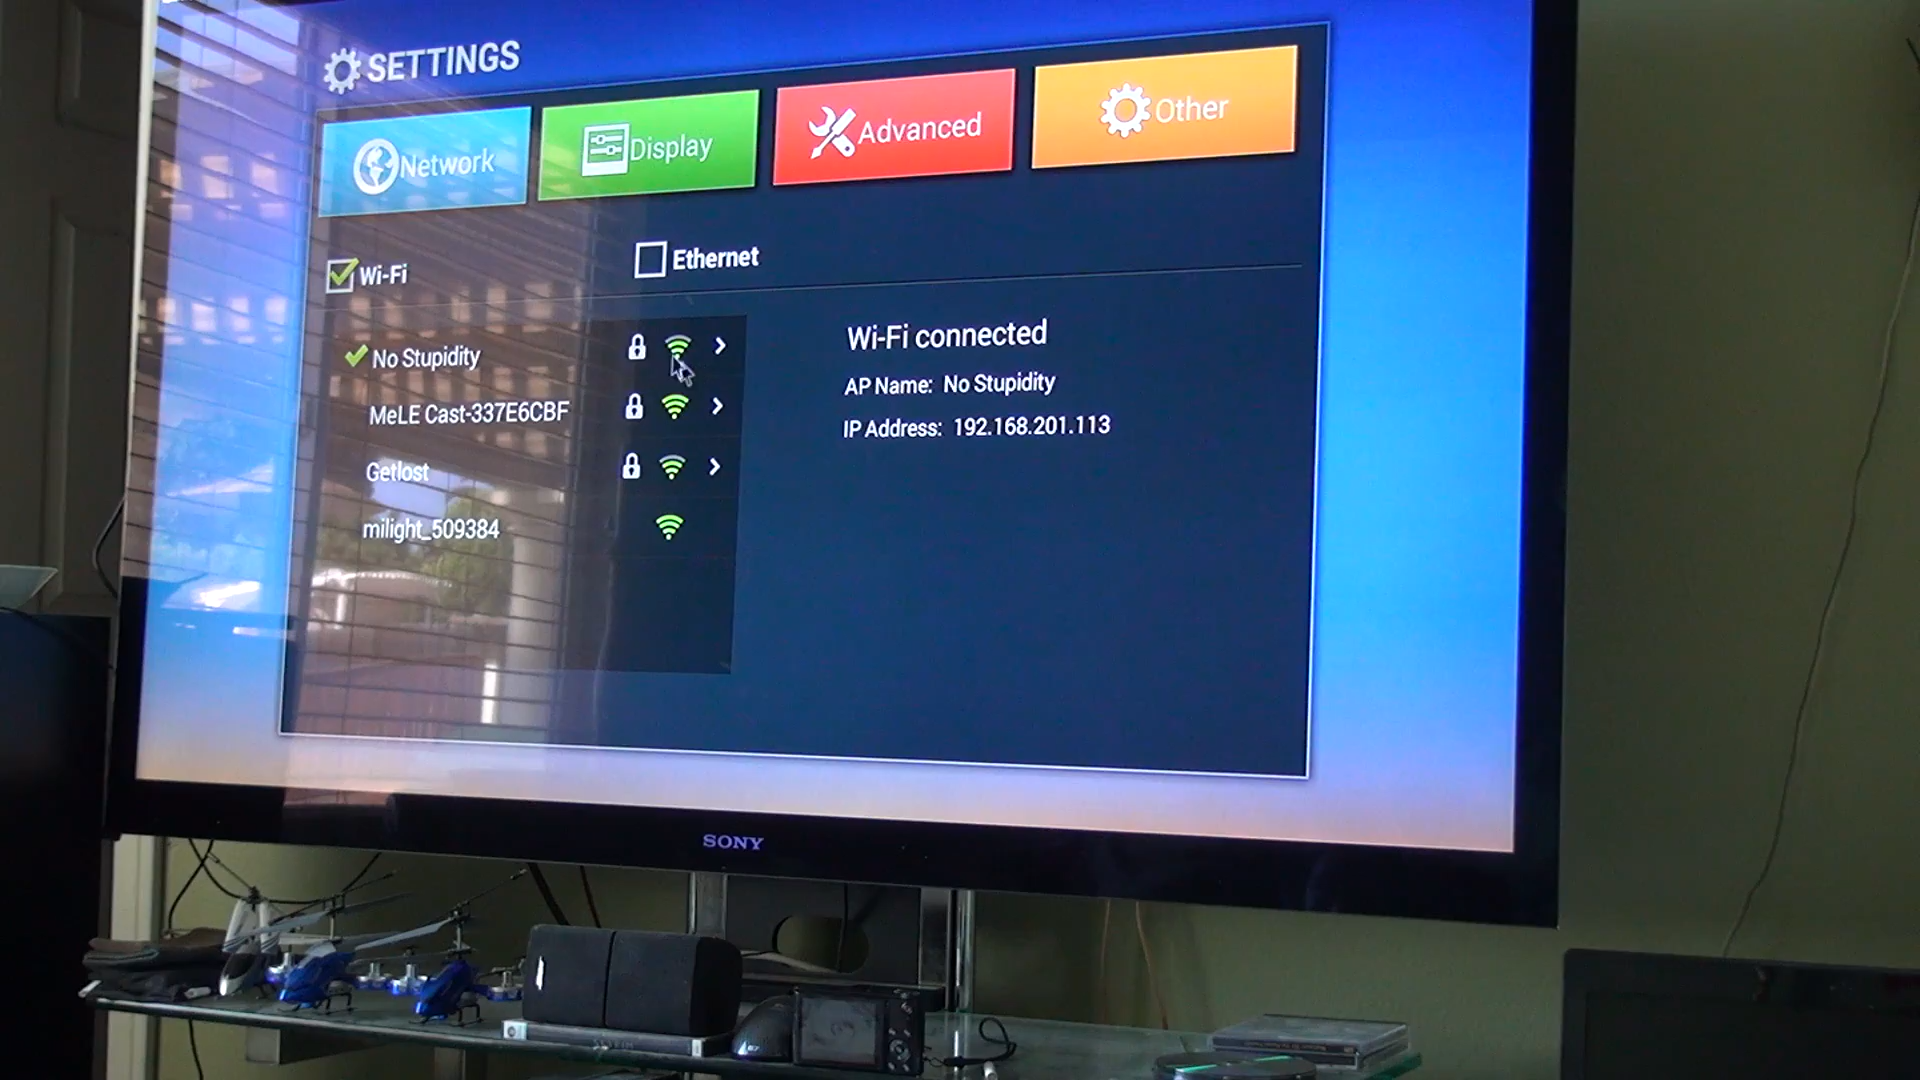 SETTINGS
Network
Display
Advanced
Other
Wi-Fi
Ethernet
No Stupidity
MeLE Cast-337E6CBF
Getlost
milight_509384
Wi-Fi connected
AP Name: No Stupidity
IP Address: 192.168.201.113
SONY